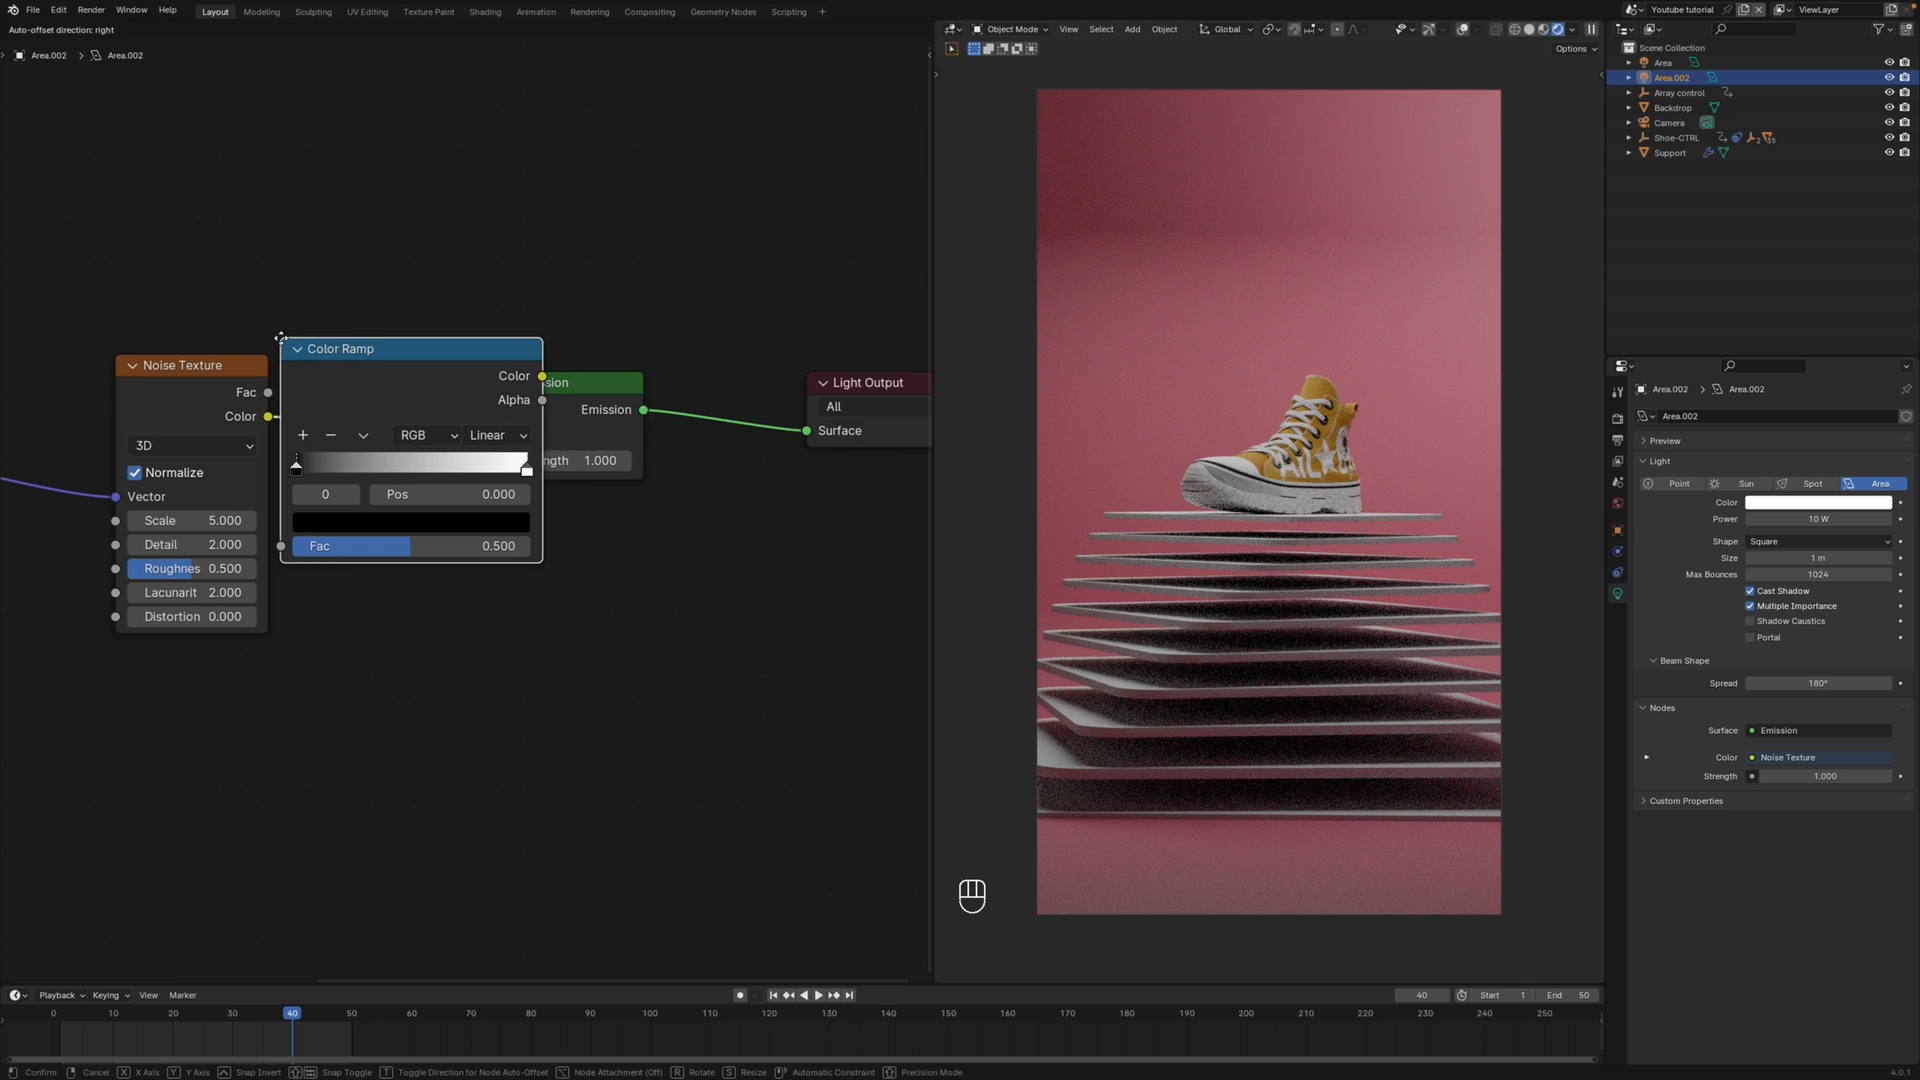 File Edit Render Window Help
Layout Modeling Sculpting UV Editing Texture Paint Shading Animation Rendering Compositing Geometry Nodes Scripting +
Youtube tutorial
ViewLayer
Auto-offset direction: right
Area.002 > Area.002
Object Mode View Select Add Object Global
Options
Scene Collection
Area
Area.002
Array control
Backdrop
Camera
Shoe-CTRL 2 35
Support
Noise Texture
Fac
Color
3D
Normalize
Vector
Scale 5.000
Detail 2.000
Roughnes 0.500
Lacunarit 2.000
Distortion 0.000
Color Ramp
Color
Alpha
+ − RGB Linear
0 Pos 0.000
Fac 0.500
sion
Emission
ngth 1.000
Light Output
All
Surface
Area.002 > Area.002
Area.002
Preview
Light
Point Sun Spot Area
Color
Power 10 W
Shape Square
Size 1 m
Max Bounces 1024
Cast Shadow
Multiple Importance
Shadow Caustics
Portal
Beam Shape
Spread 180°
Nodes
Surface Emission
Color Noise Texture
Strength 1.000
Custom Properties
Playback Keying View Marker
40 Start 1 End 50
0 10 20 30 40 50 60 70 80 90 100 110 120 130 140 150 160 170 180 190 200 210 220 230 240 250
Confirm Cancel X X Axis Y Y Axis Snap Invert Snap Toggle T Toggle Direction for Node Auto-Offset Node Attachment (Off) R Rotate S Resize Automatic Constraint Precision Mode
4.0.1